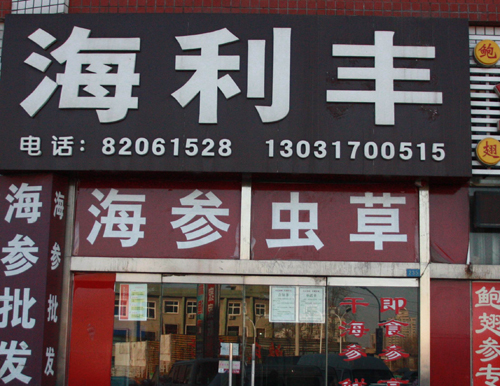 海利丰
电话：82061528 13031700515
鲍
翅
海参虫草
海参批发
海参批发
干海参
即食参
鲍翅参专